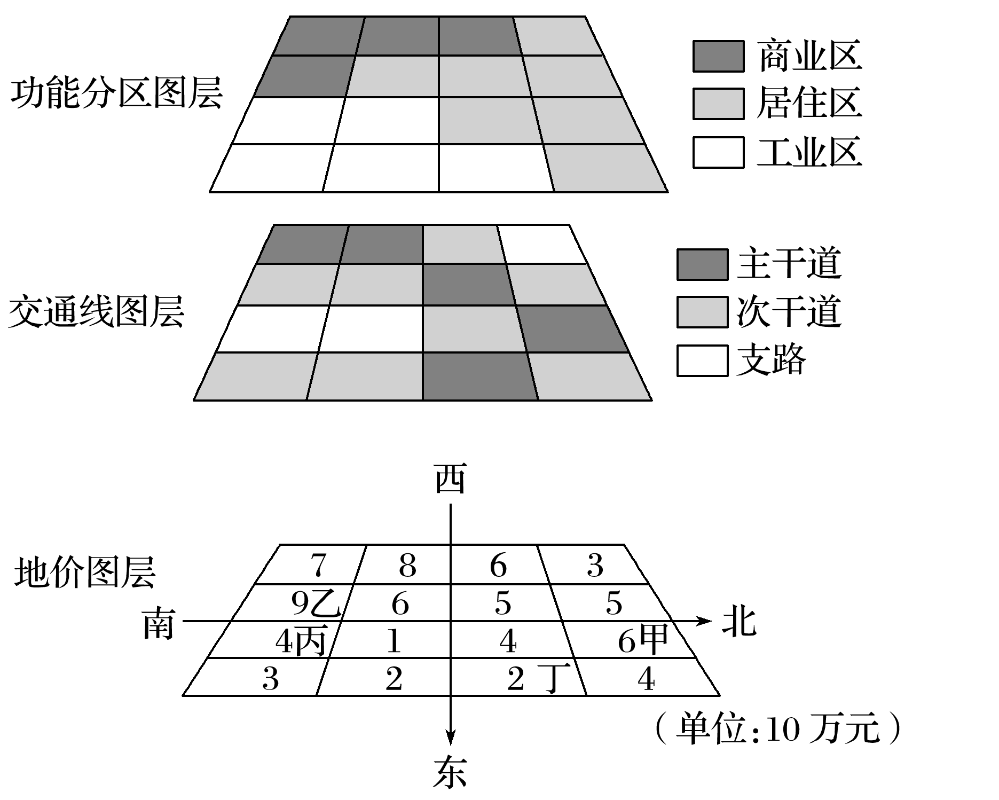 功能分区图层
商业区
居住区
工业区
交通线图层
主干道
次干道
支路
西
地价图层
7 8 6 3
9乙 6 5 5
南
北
4丙 1 4 6甲
3 2 2丁 4
(单位:10万元)
东